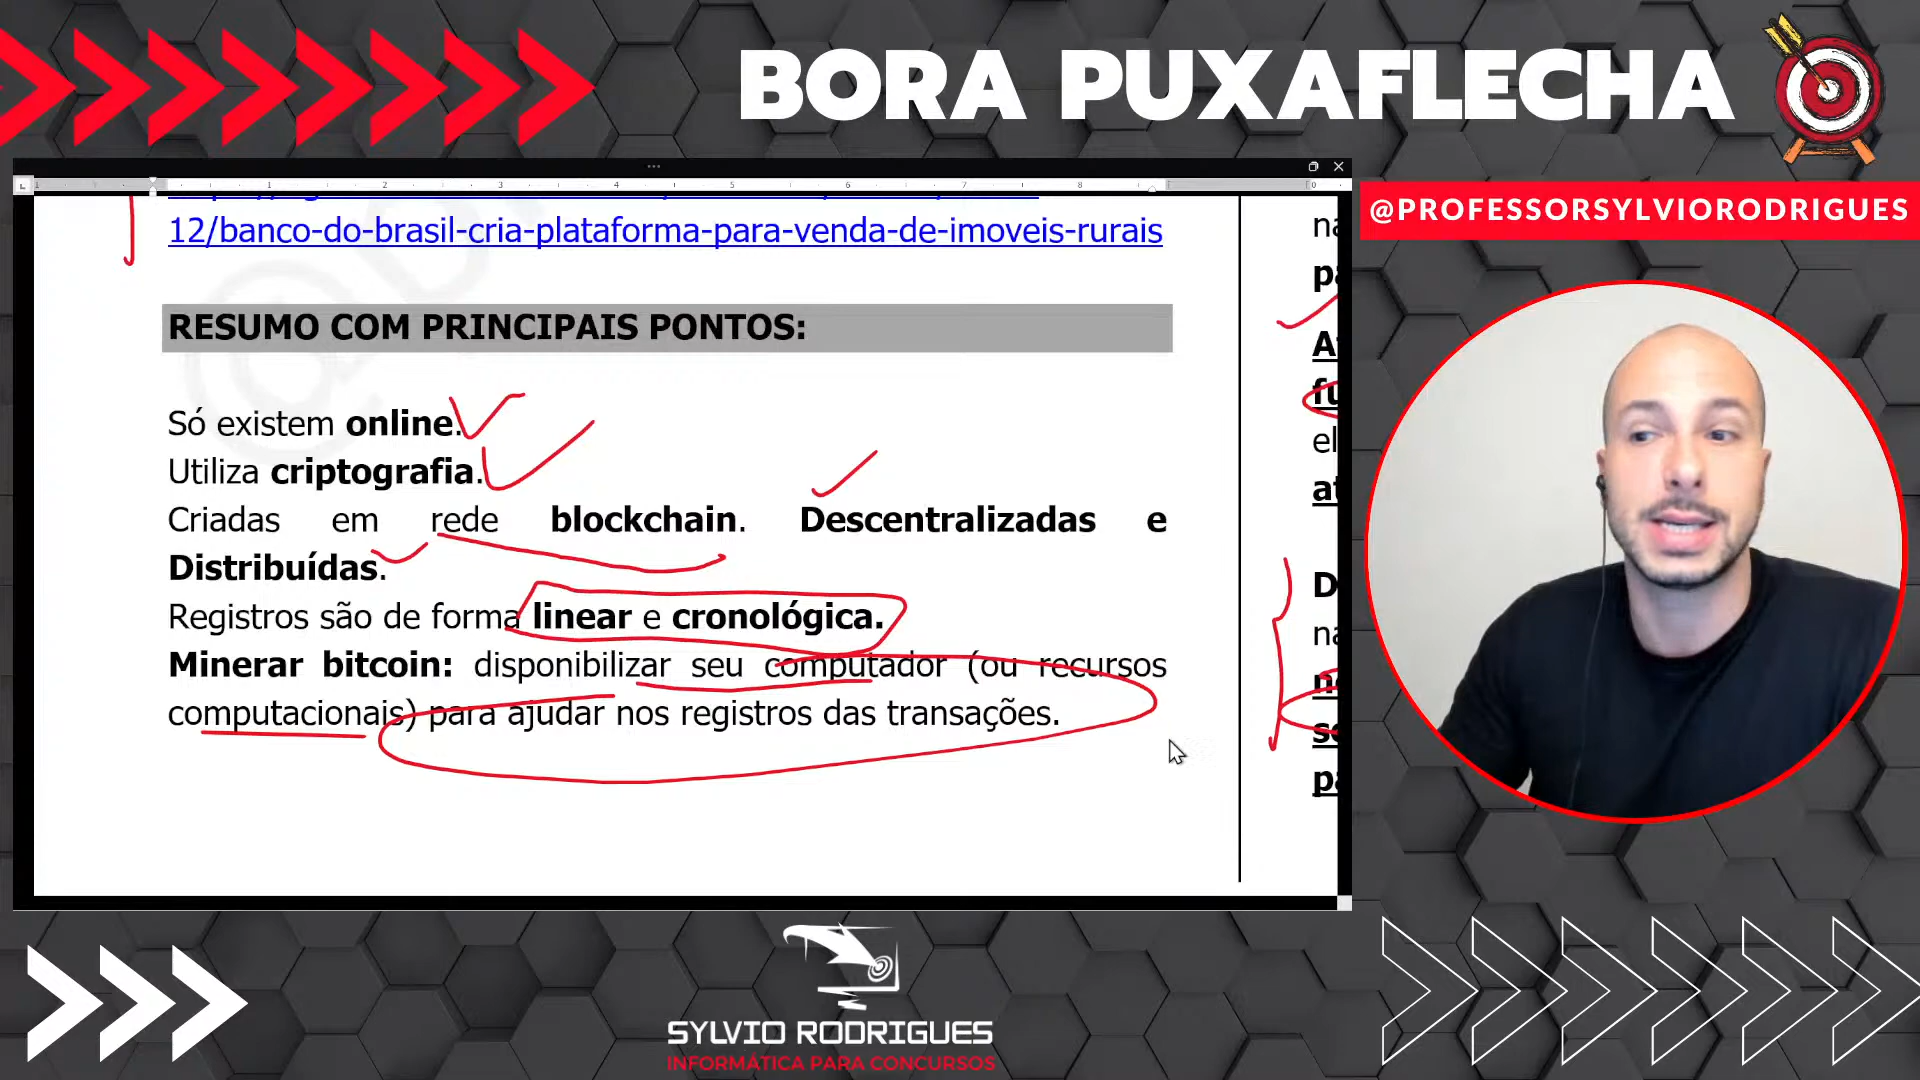 BORA PUXAFLECHA
@PROFESSORSYLVIORODRIGUES
12/banco-do-brasil-cria-plataforma-para-venda-de-imoveis-rurais
RESUMO COM PRINCIPAIS PONTOS:
Só existem online.
Utiliza criptografia.
Criadas em rede blockchain. Descentralizadas e
Distribuídas.
Registros são de forma linear e cronológica.
Minerar bitcoin: disponibilizar seu computador (ou recursos
computacionais) para ajudar nos registros das transações.
SYLVIO RODRIGUES
INFORMÁTICA PARA CONCURSOS